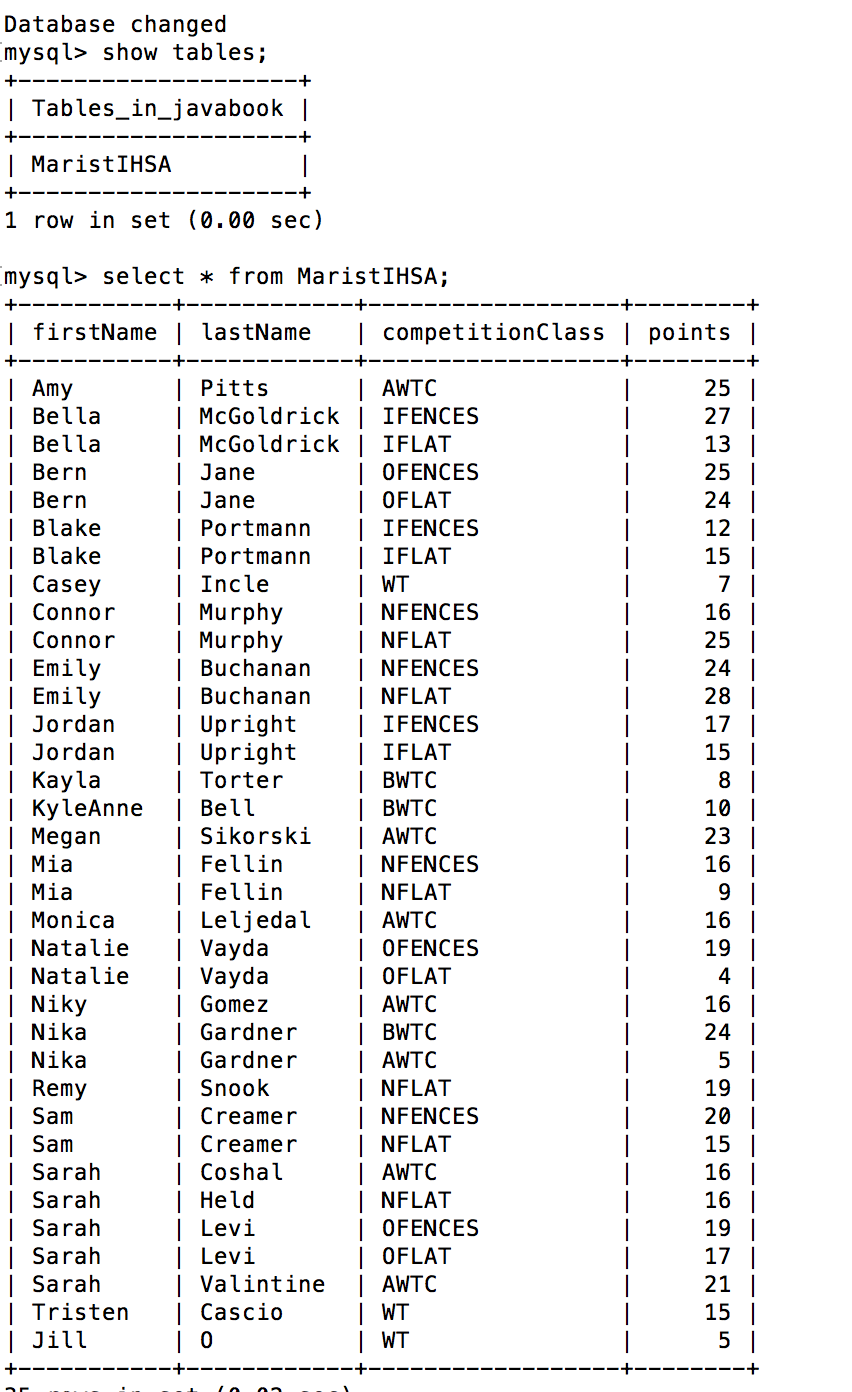 Database changed
mysql> show tables;
+--------------------+
| Tables_in_javabook |
+--------------------+
| MaristIHSA         |
+--------------------+
1 row in set (0.00 sec)

mysql> select * from MaristIHSA;
+-----------+------------+------------------+--------+
| firstName | lastName   | competitionClass | points |
+-----------+------------+------------------+--------+
| Amy       | Pitts      | AWTC             |     25 |
| Bella     | McGoldrick | IFENCES          |     27 |
| Bella     | McGoldrick | IFLAT            |     13 |
| Bern      | Jane       | OFENCES          |     25 |
| Bern      | Jane       | OFLAT            |     24 |
| Blake     | Portmann   | IFENCES          |     12 |
| Blake     | Portmann   | IFLAT            |     15 |
| Casey     | Incle      | WT               |      7 |
| Connor    | Murphy     | NFENCES          |     16 |
| Connor    | Murphy     | NFLAT            |     25 |
| Emily     | Buchanan   | NFENCES          |     24 |
| Emily     | Buchanan   | NFLAT            |     28 |
| Jordan    | Upright    | IFENCES          |     17 |
| Jordan    | Upright    | IFLAT            |     15 |
| Kayla     | Torter     | BWTC             |      8 |
| KyleAnne  | Bell       | BWTC             |     10 |
| Megan     | Sikorski   | AWTC             |     23 |
| Mia       | Fellin     | NFENCES          |     16 |
| Mia       | Fellin     | NFLAT            |      9 |
| Monica    | Leljedal   | AWTC             |     16 |
| Natalie   | Vayda      | OFENCES          |     19 |
| Natalie   | Vayda      | OFLAT            |      4 |
| Niky      | Gomez      | AWTC             |     16 |
| Nika      | Gardner    | BWTC             |     24 |
| Nika      | Gardner    | AWTC             |      5 |
| Remy      | Snook      | NFLAT            |     19 |
| Sam       | Creamer    | NFENCES          |     20 |
| Sam       | Creamer    | NFLAT            |     15 |
| Sarah     | Coshal     | AWTC             |     16 |
| Sarah     | Held       | NFLAT            |     16 |
| Sarah     | Levi       | OFENCES          |     19 |
| Sarah     | Levi       | OFLAT            |     17 |
| Sarah     | Valintine  | AWTC             |     21 |
| Tristen   | Cascio     | WT               |     15 |
| Jill      | O          | WT               |      5 |
+-----------+------------+------------------+--------+